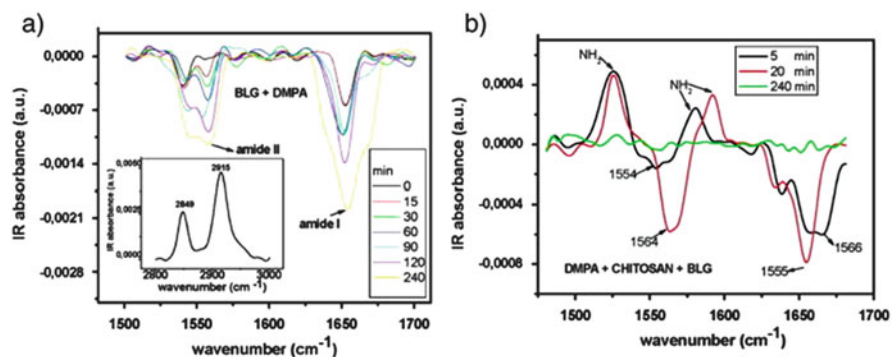 a)
0,0000
-0,0007
-0,0014
-0,0021
-0,0028
IR absorbance (a.u.)
BLG + DMPA
amide II
amide I
min
0
15
30
60
90
120
240
0,0050
0,0025
0,0000
IR absorbance (a.u.)
2849
2915
2800 2900 3000
wavenumber (cm-1)
1500 1550 1600 1650 1700
wavenumber (cm-1)
b)
0,0004
0,0000
-0,0004
-0,0008
IR absorbance (a.u.)
NH2
NH2
5 min
20 min
240 min
1554
1564
1555
1566
DMPA + CHITOSAN + BLG
1500 1550 1600 1650 1700
wavenumber (cm-1)